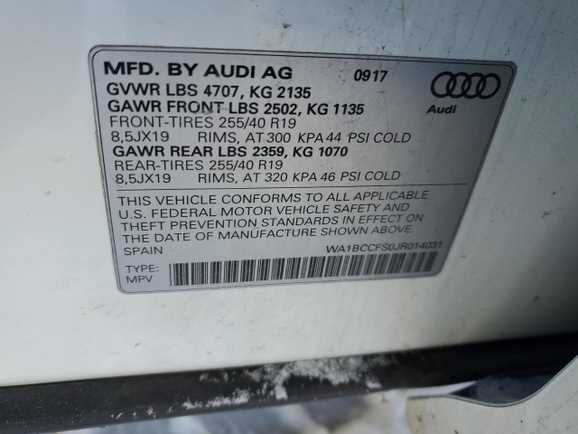 MFD. BY AUDI AG 0917
GVWR LBS 4707, KG 2135
GAWR FRONT LBS 2502, KG 1135
FRONT-TIRES 255/40 R19
8,5JX19 RIMS, AT 300 KPA 44 PSI COLD
GAWR REAR LBS 2359, KG 1070
REAR-TIRES 255/40 R19
8,5JX19 RIMS, AT 320 KPA 46 PSI COLD
Audi
THIS VEHICLE CONFORMS TO ALL APPLICABLE
U.S. FEDERAL MOTOR VEHICLE SAFETY AND
THEFT PREVENTION STANDARDS IN EFFECT ON
THE DATE OF MANUFACTURE SHOWN ABOVE.
SPAIN WA1BCCFS0JR014031
TYPE:
MPV